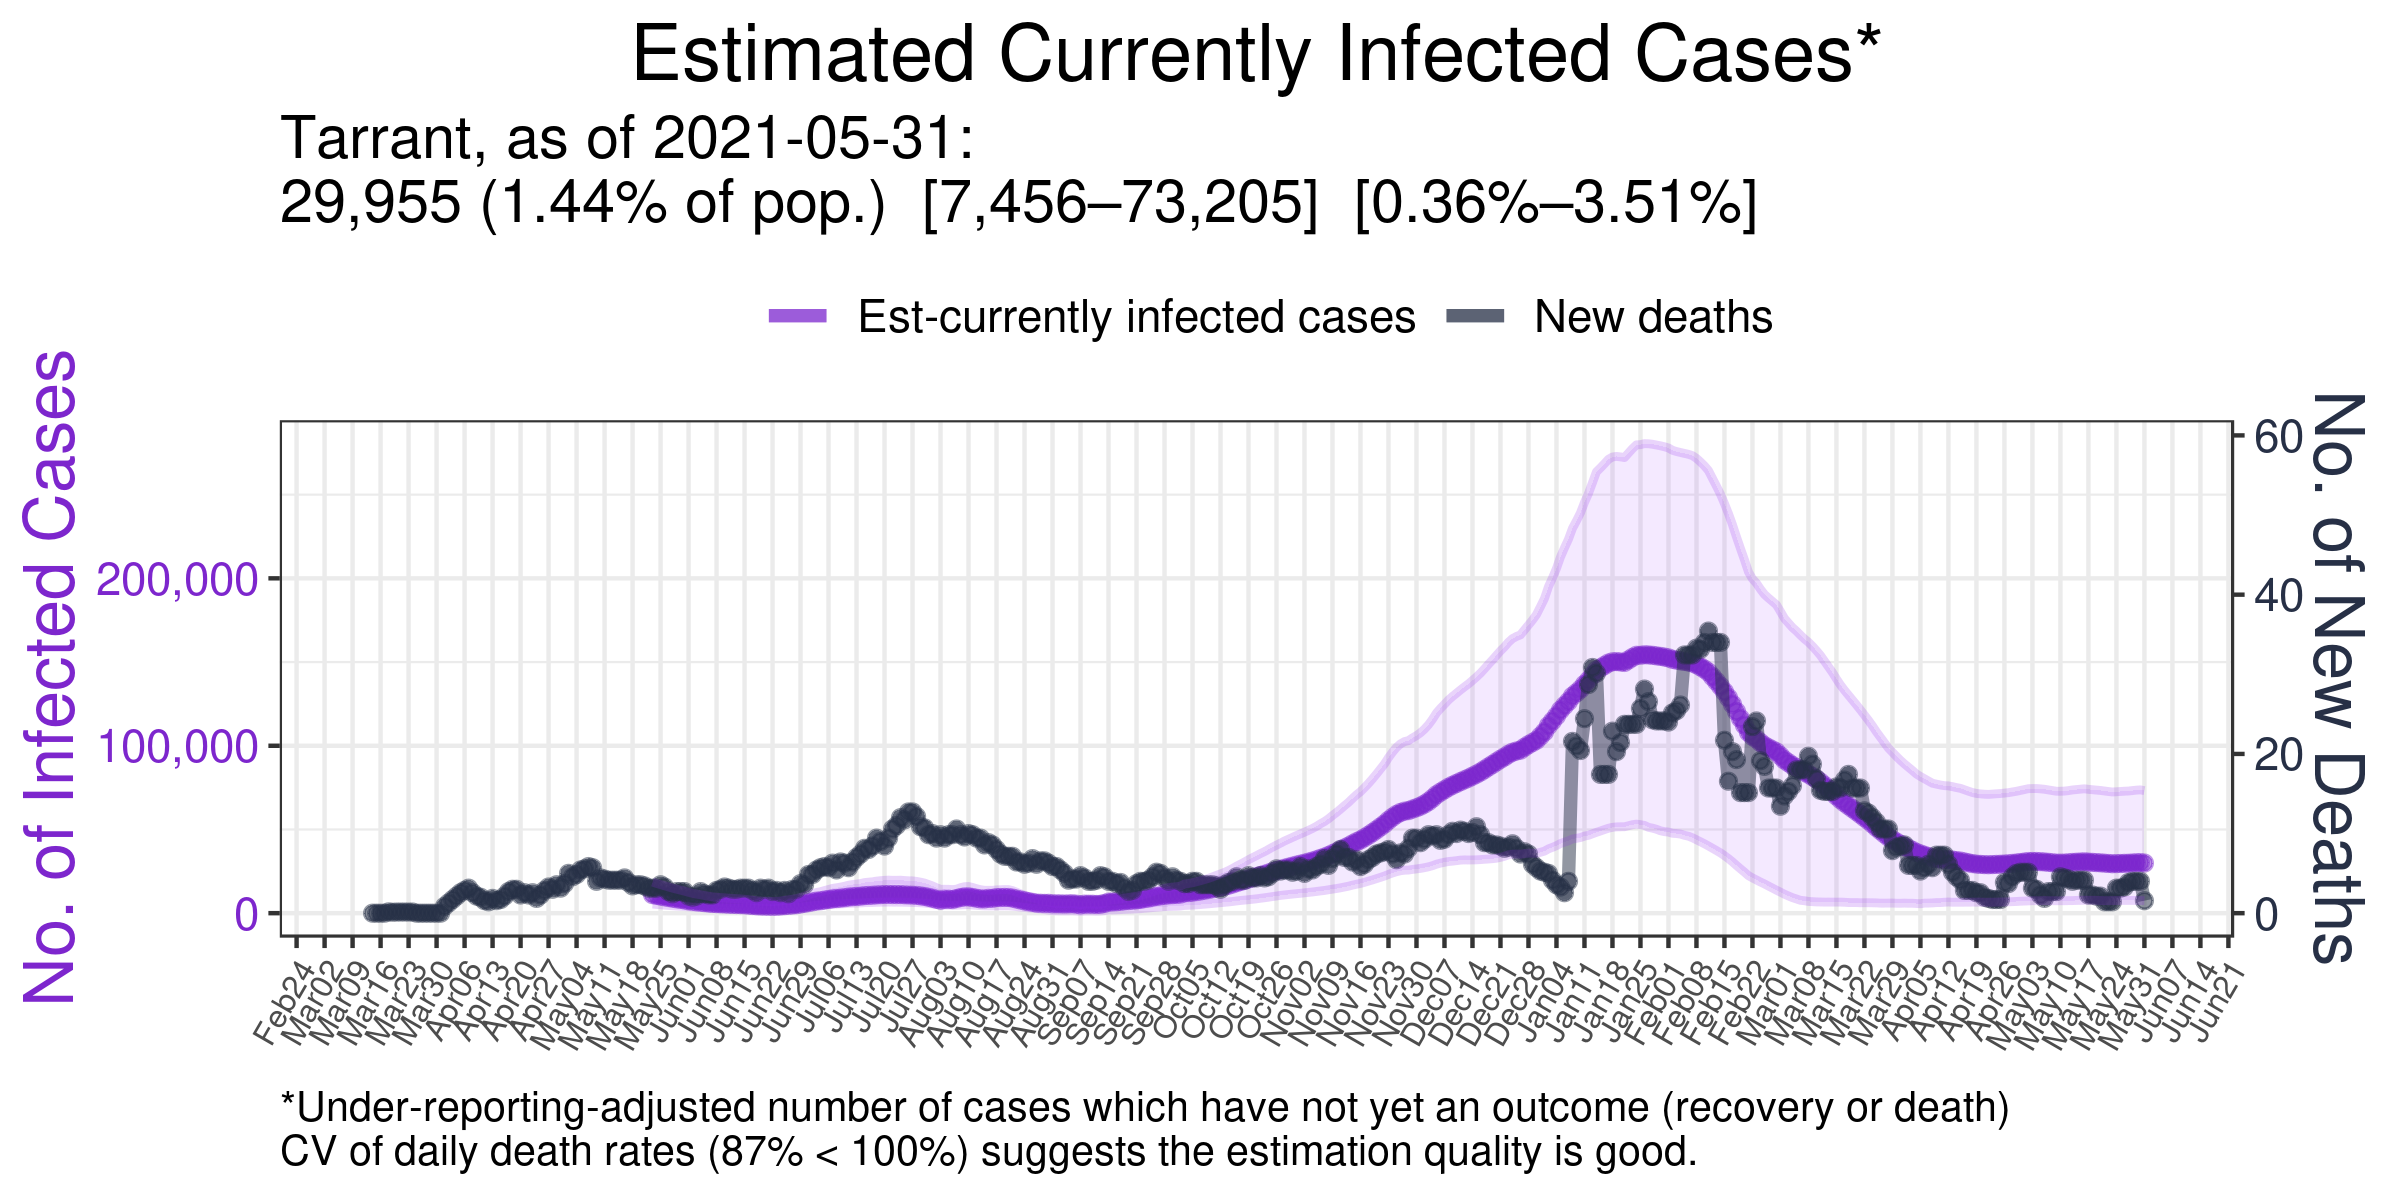 Estimated Currently Infected Cases*
Tarrant, as of 2021-05-31:
29,955 (1.44% of pop.) [7,456–73,205] [0.36%–3.51%]
Est-currently infected cases
New deaths
No. of Infected Cases
200,000
100,000
0
60
40
20
0
No. of New Deaths
Feb24
Mar02
Mar09
Mar16
Mar23
Mar30
Apr06
Apr13
Apr20
Apr27
May04
May11
May18
May25
Jun01
Jun08
Jun15
Jun22
Jun29
Jul06
Jul13
Jul20
Jul27
Aug03
Aug10
Aug17
Aug24
Aug31
Sep07
Sep14
Sep21
Sep28
Oct05
Oct12
Oct19
Oct26
Nov02
Nov09
Nov16
Nov23
Nov30
Dec07
Dec14
Dec21
Dec28
Jan04
Jan11
Jan18
Jan25
Feb01
Feb08
Feb15
Feb22
Mar01
Mar08
Mar15
Mar22
Mar29
Apr05
Apr12
Apr19
Apr26
May03
May10
May17
May24
May31
Jun07
Jun14
Jun21
*Under-reporting-adjusted number of cases which have not yet an outcome (recovery or death)
CV of daily death rates (87% < 100%) suggests the estimation quality is good.